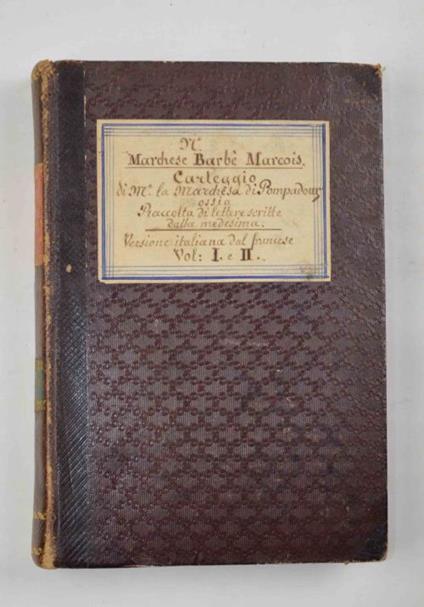 N.
Marchese Barbè Marcois.
Carteggio
di M.ª la Marchesa di Pompadour
ossia
Raccolta di lettere scritte
dalla medesima.
Versione italiana dal francese
Vol: I. e II.